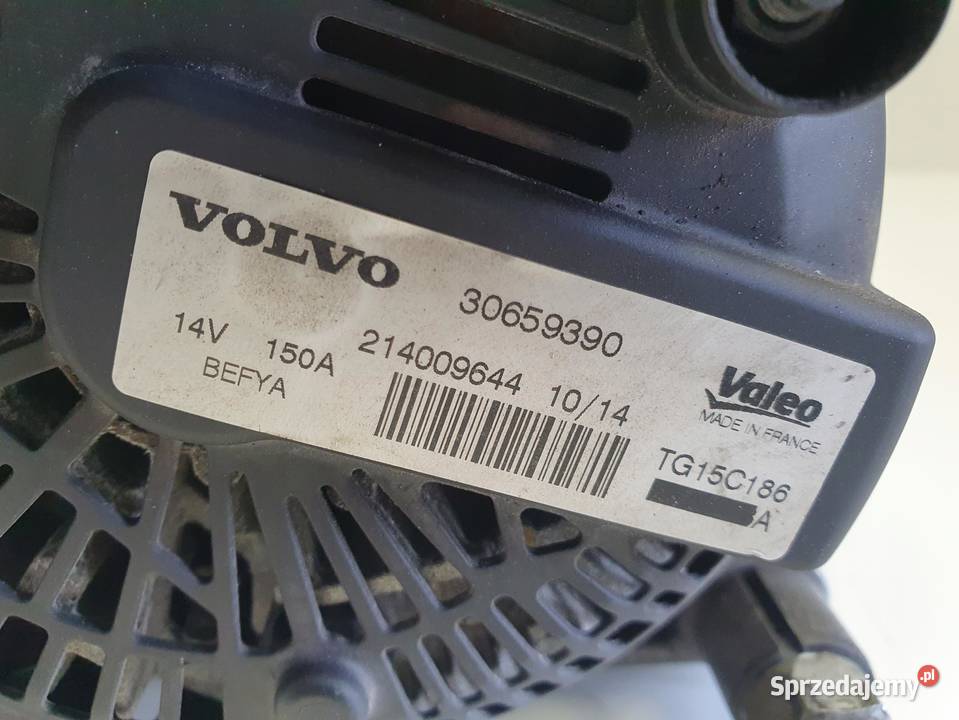 VOLVO
30659390
14V 150A 214009644 10/14
BEFYA
Valeo
MADE IN FRANCE
TG15C186
A
Sprzedajemy.pl